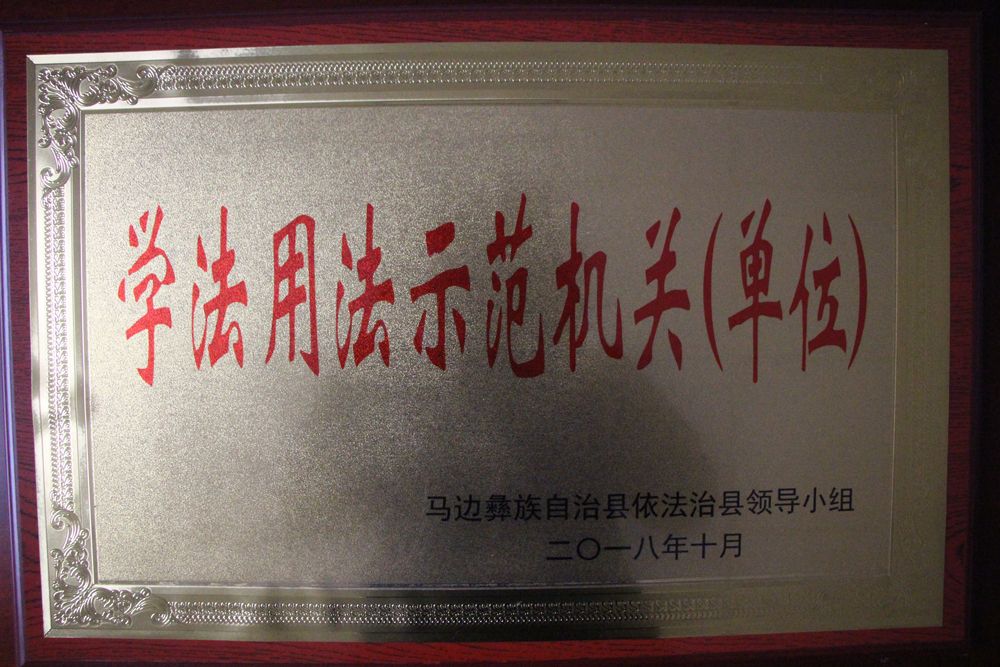 学法用法示范机关(单位)
马边彝族自治县依法治县领导小组
二〇一八年十月